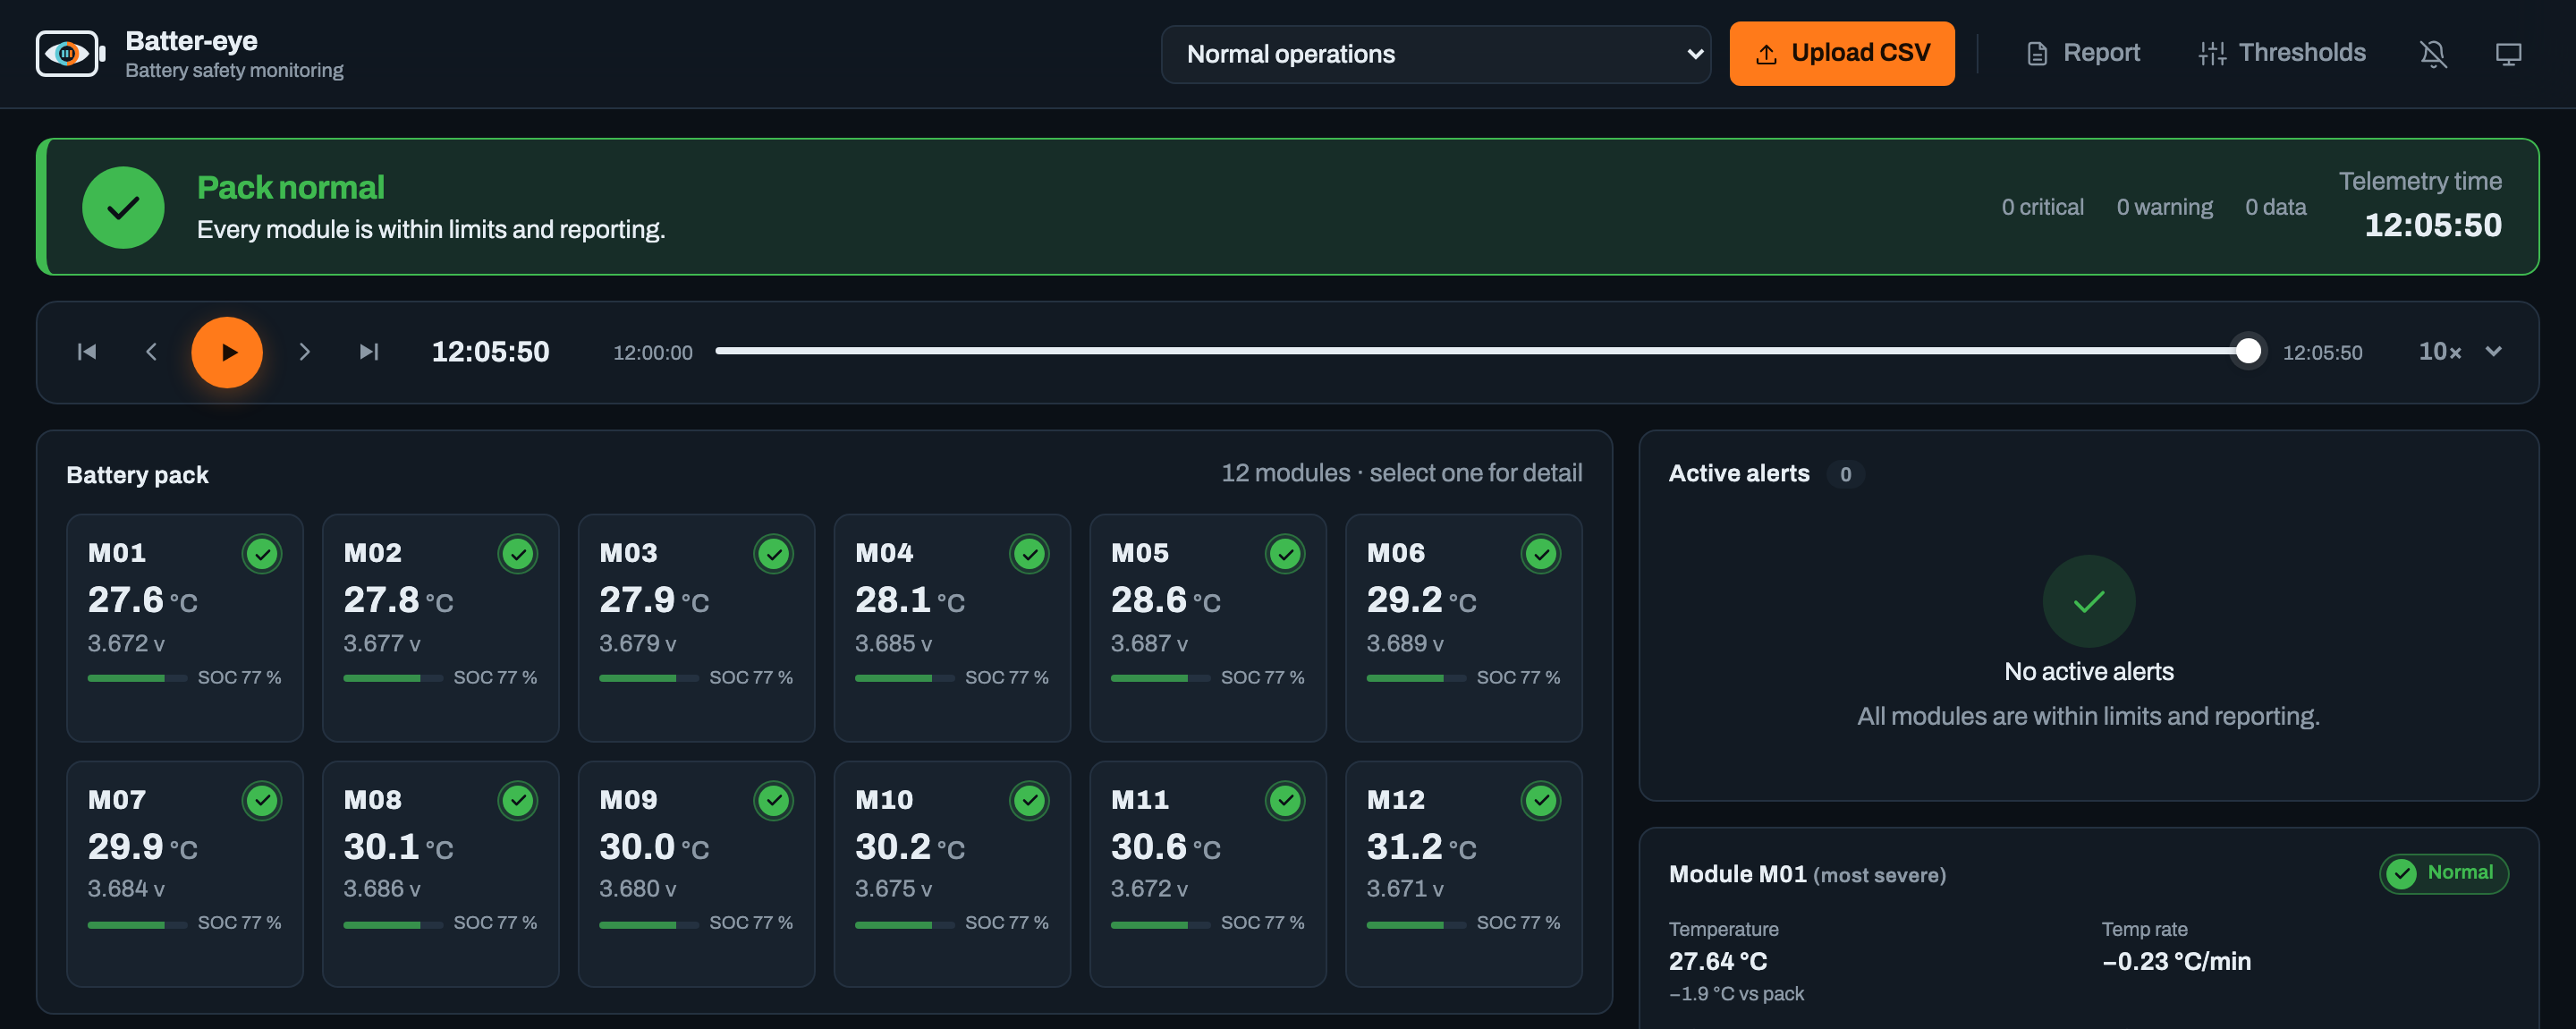 Batter-eye
Battery safety monitoring
Normal operations
Upload CSV
Report
Thresholds
Pack normal
Every module is within limits and reporting.
0 critical
0 warning
0 data
Telemetry time
12:05:50
12:05:50
12:00:00
12:05:50
10×
Battery pack
12 modules · select one for detail
M01
27.6 °C
3.672 v
SOC 77 %
M02
27.8 °C
3.677 v
SOC 77 %
M03
27.9 °C
3.679 v
SOC 77 %
M04
28.1 °C
3.685 v
SOC 77 %
M05
28.6 °C
3.687 v
SOC 77 %
M06
29.2 °C
3.689 v
SOC 77 %
M07
29.9 °C
3.684 v
SOC 77 %
M08
30.1 °C
3.686 v
SOC 77 %
M09
30.0 °C
3.680 v
SOC 77 %
M10
30.2 °C
3.675 v
SOC 77 %
M11
30.6 °C
3.672 v
SOC 77 %
M12
31.2 °C
3.671 v
SOC 77 %
Active alerts 0
No active alerts
All modules are within limits and reporting.
Module M01 (most severe)
Normal
Temperature
27.64 °C
−1.9 °C vs pack
Temp rate
−0.23 °C/min